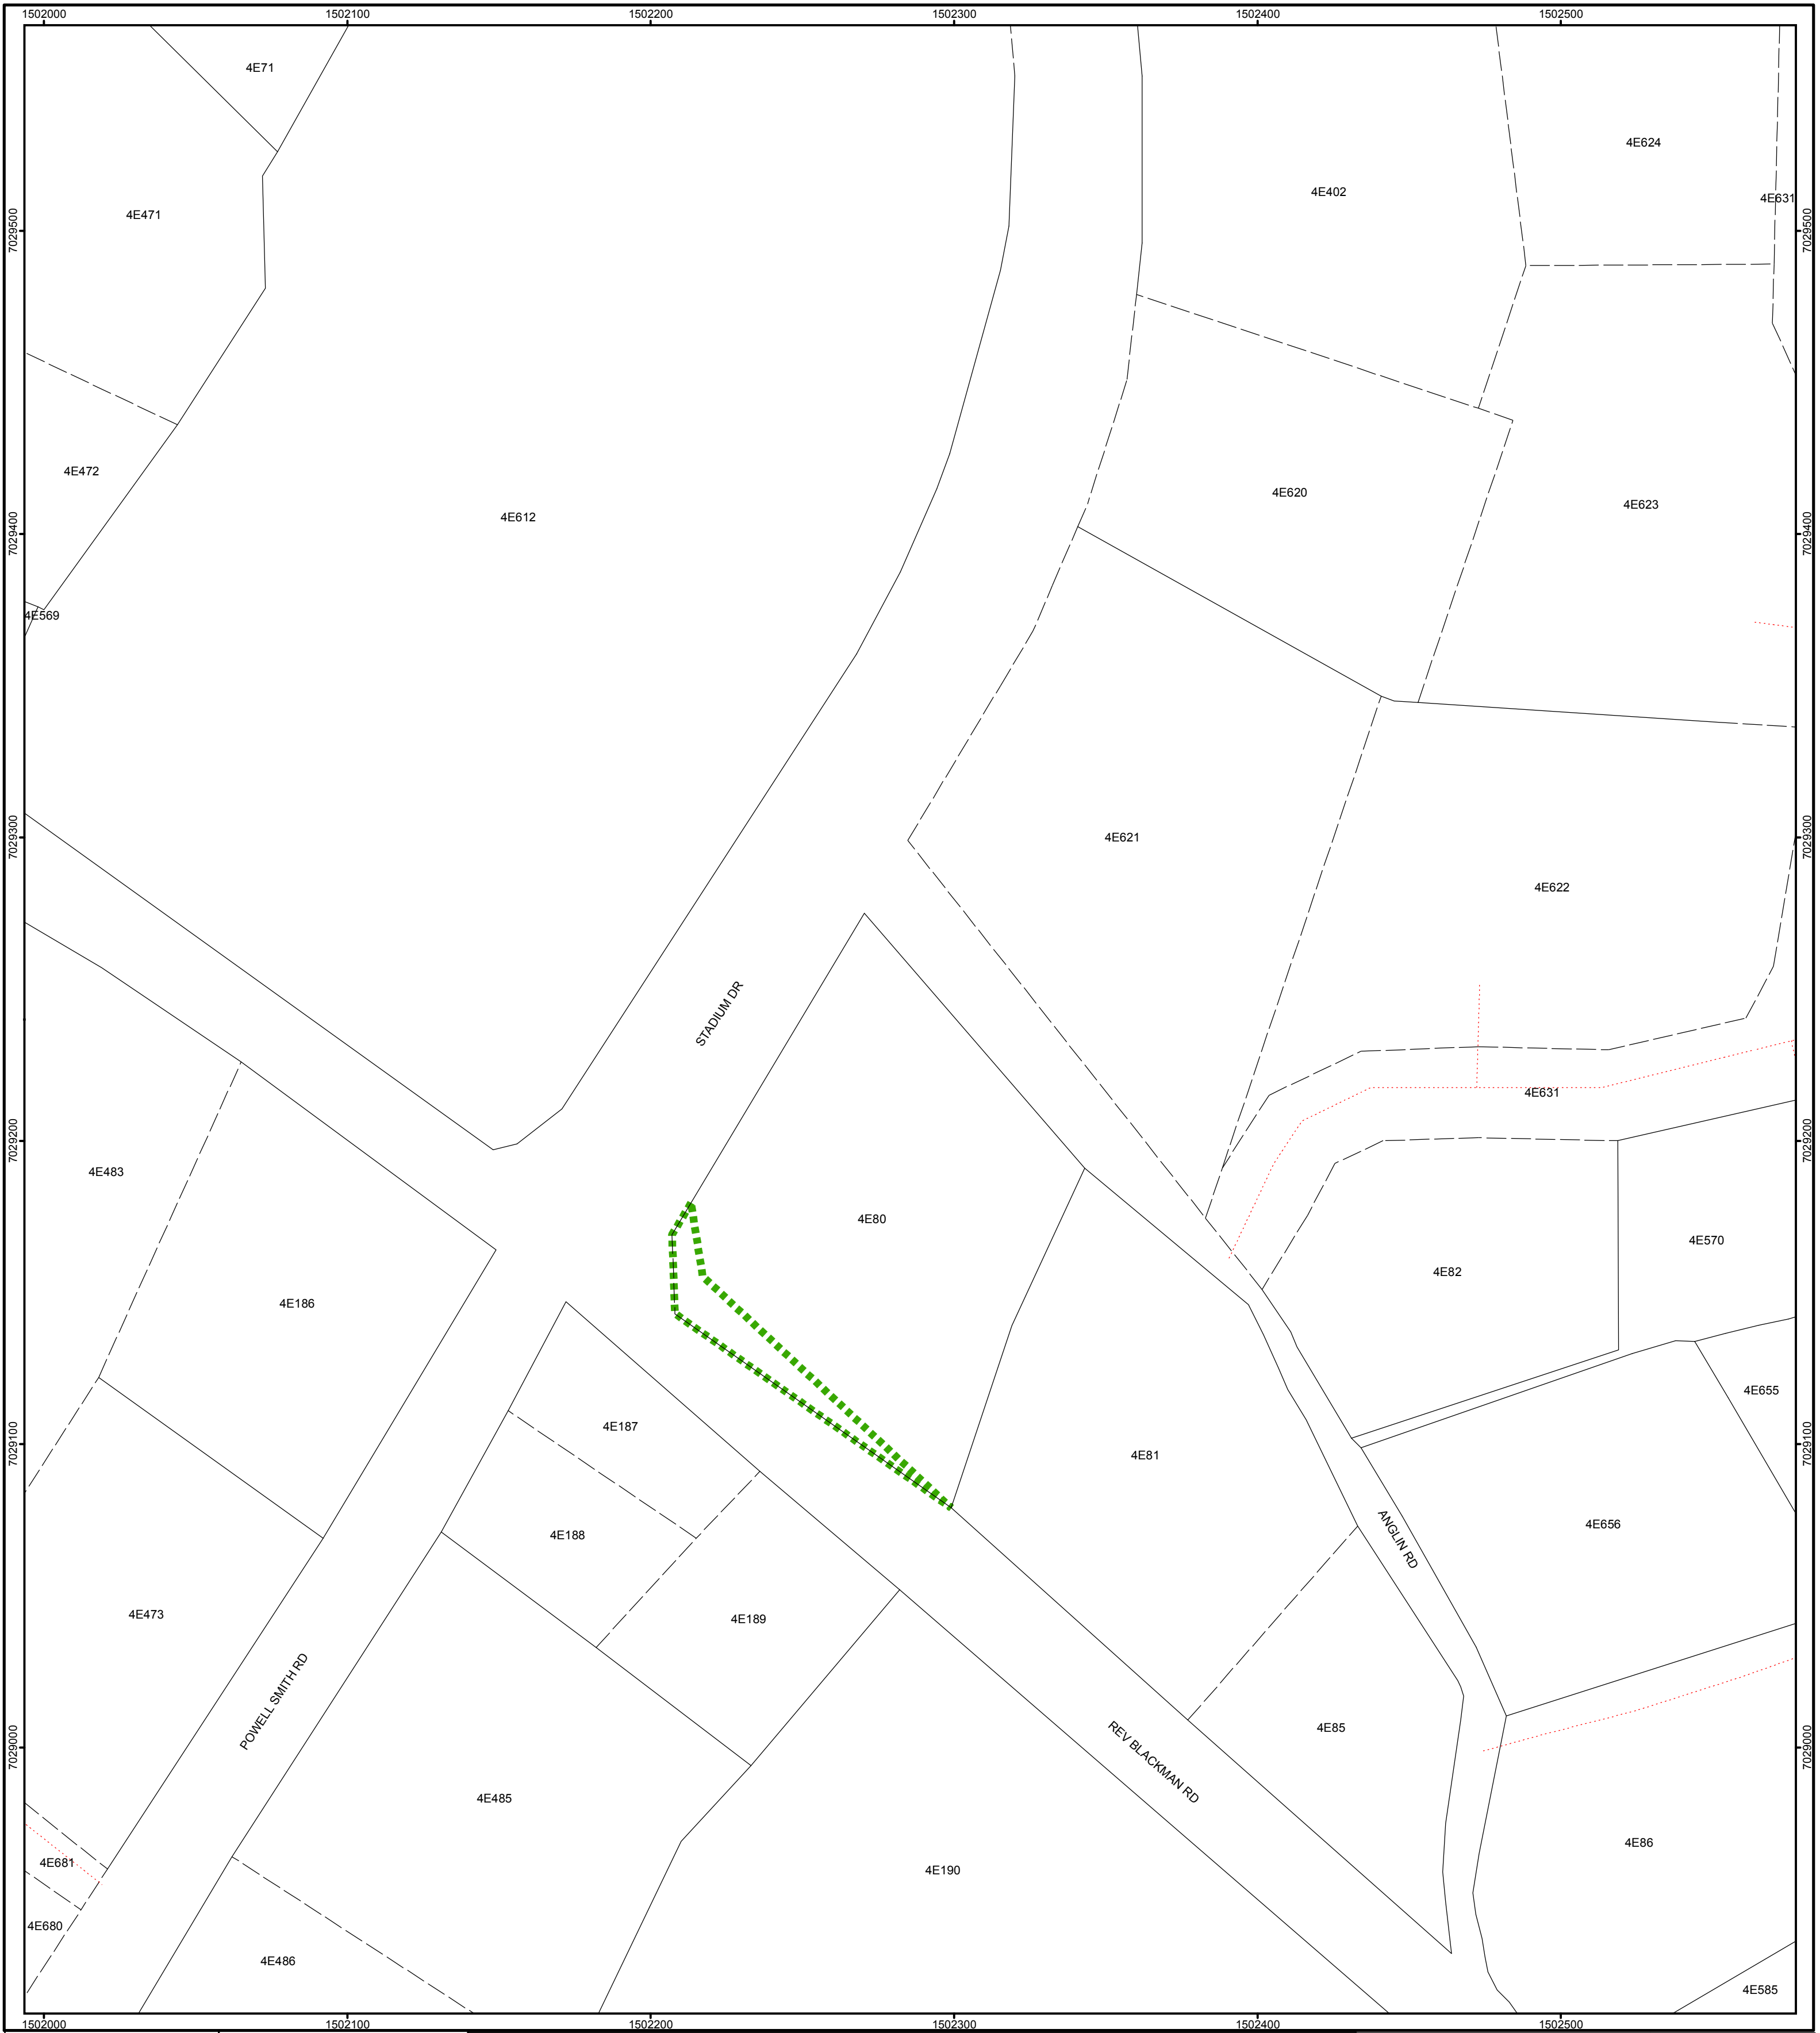 1502000 1502100 1502200 1502300 1502400 1502500
4E71
4E624
4E402
4E631
4E471
7029500 7029500
4E472
4E620
4E623
4E612
7029400 7029400
4E569
4E621
7029300 7029300
4E622
STADIUM DR
4E631
7029200 7029200
4E483
4E80
4E570
4E82
4E186
4E655
4E187
7029100 7029100
4E81
4E656
4E188
ANGLIN RD
4E473
4E189
POWELL SMITH RD
4E85
7029000 7029000
REV BLACKMAN RD
4E485
4E86
4E681
4E190
4E680
4E486
4E585
1502000 1502100 1502200 1502300 1502400 1502500